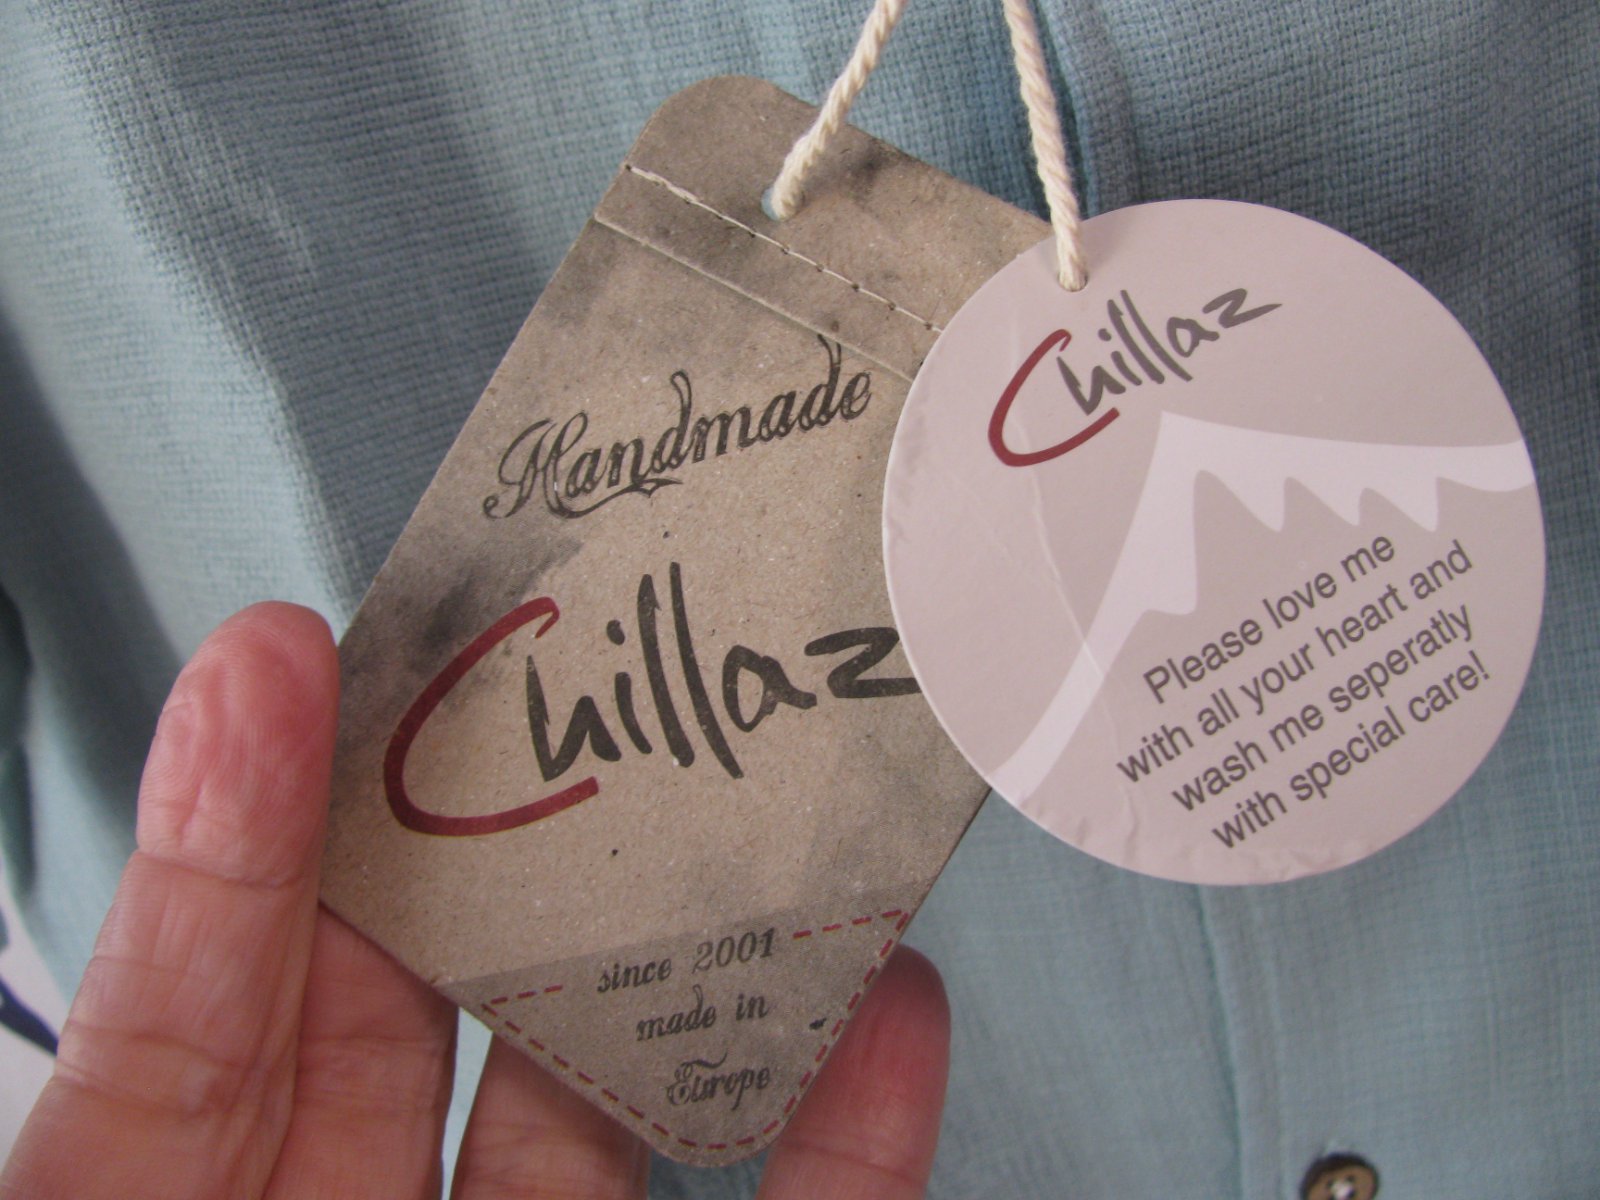 Handmade
Chillaz
since 2001
made in
Europe
Chillaz
Please love me
with all your heart and
wash me seperatly
with special care!